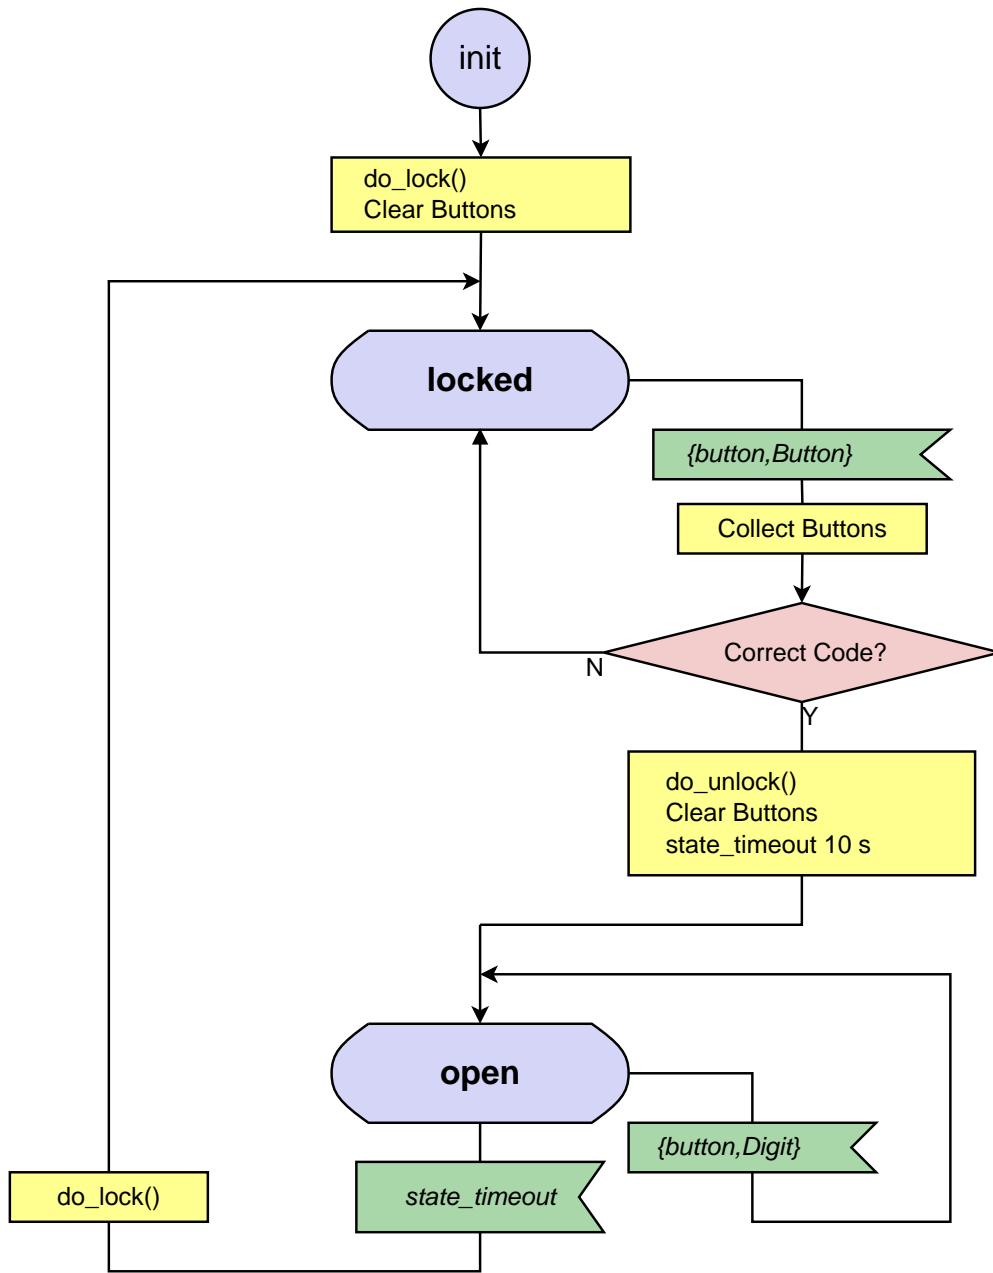 init
do_lock()
Clear Buttons
locked
{button,Button}
Collect Buttons
Correct Code?
N
Y
do_unlock()
Clear Buttons
state_timeout 10 s
open
{button,Digit}
state_timeout
do_lock()